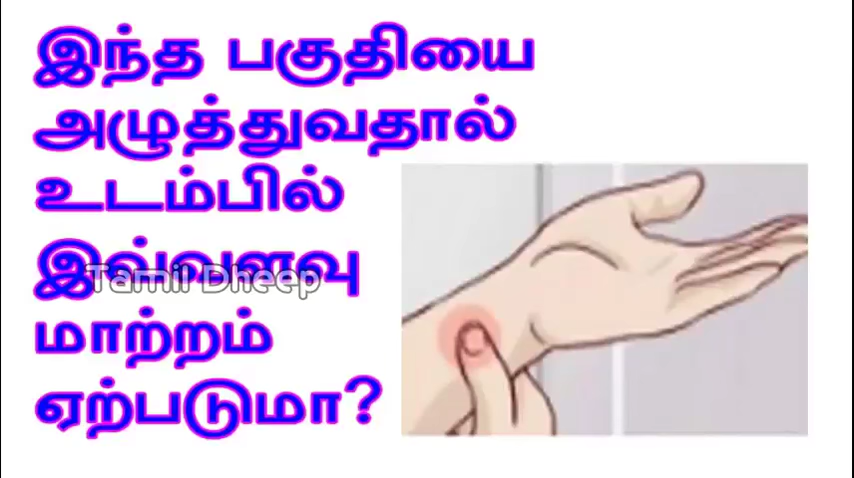 இந்த பகுதியை
அழுத்துவதால்
உடம்பில்
இவ்வளவு
Tamil Dheep
மாற்றம்
ஏற்படுமா?